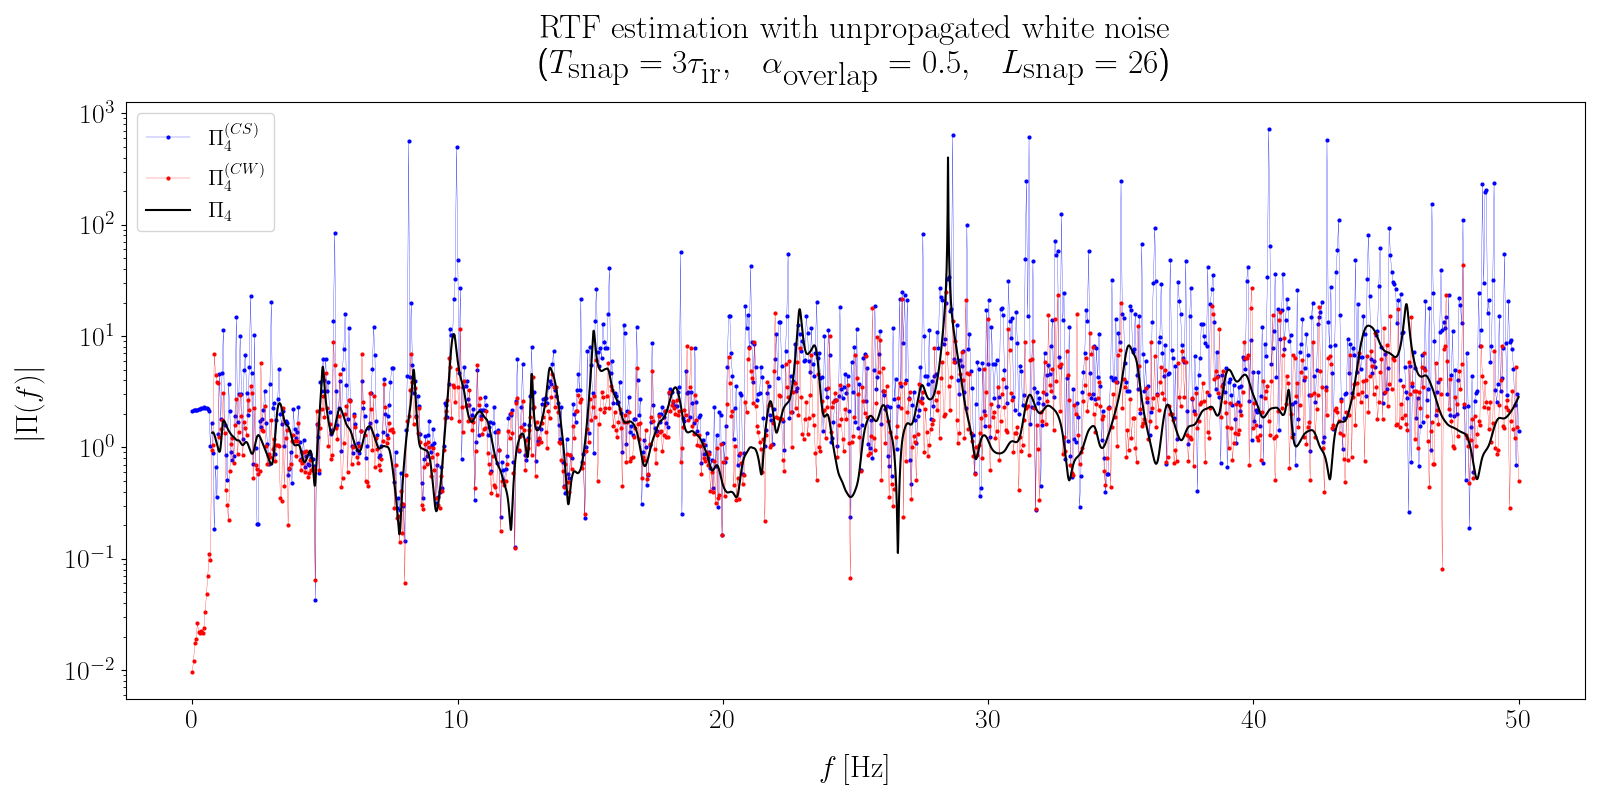 RTF estimation with unpropagated white noise
(T_snap = 3τ_ir, α_overlap = 0.5, L_snap = 26)
10^3
10^2
10^1
10^0
10^−1
10^−2
|Π(f)|
Π_4^(CS)
Π_4^(CW)
Π_4
0 10 20 30 40 50
f [Hz]